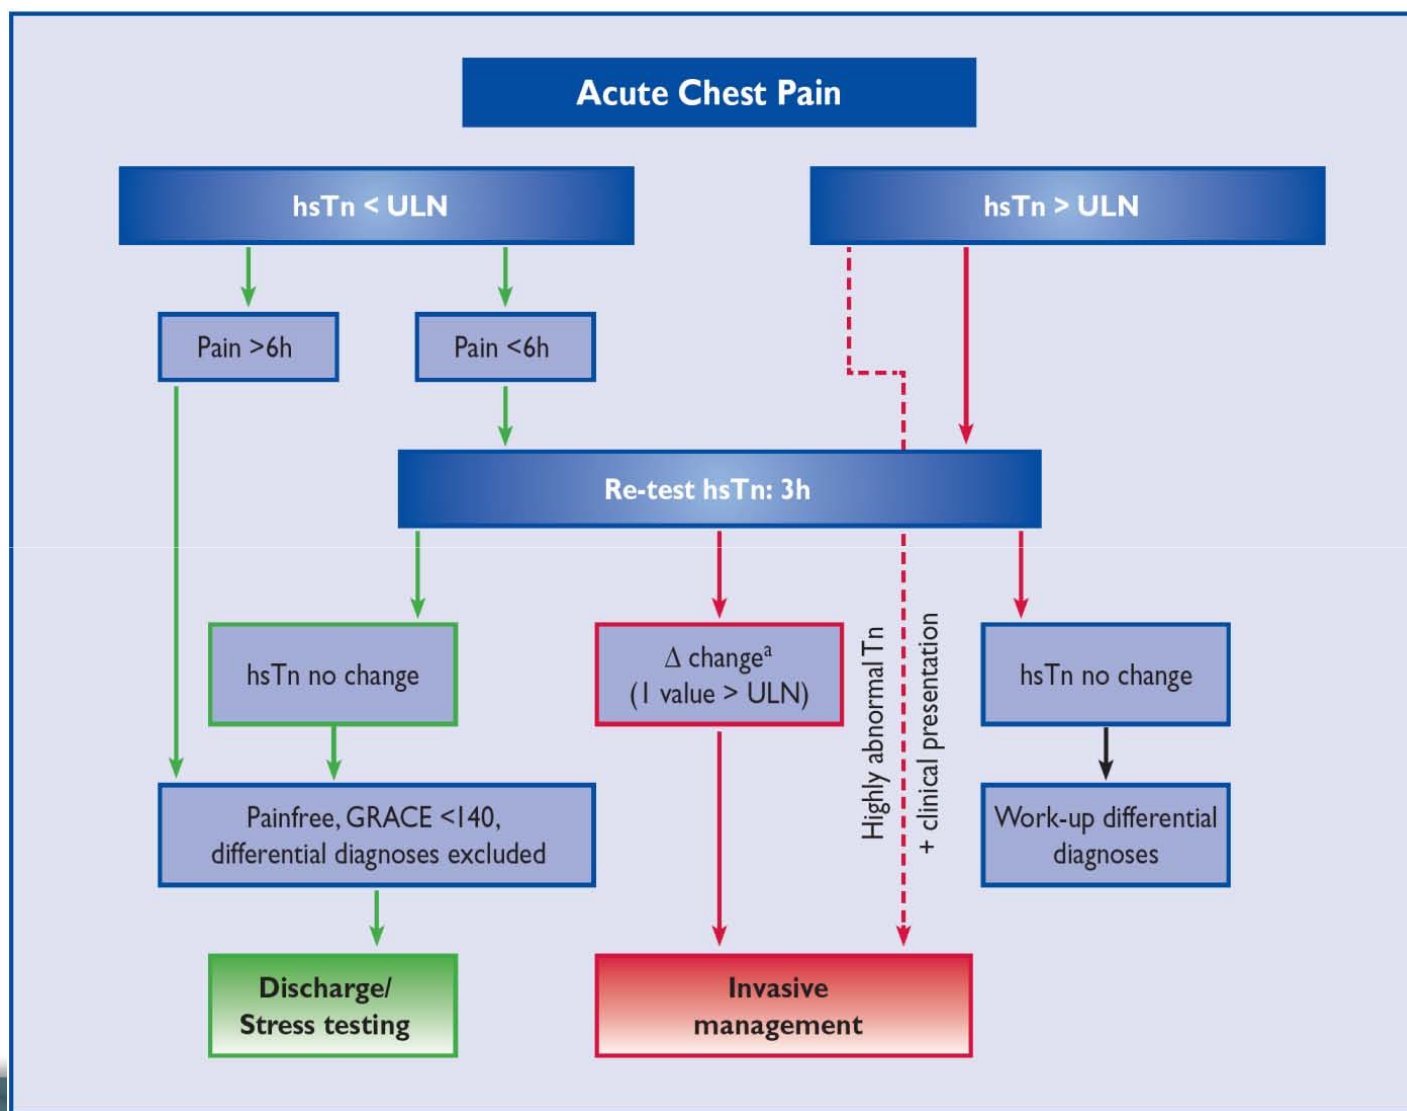 Acute Chest Pain
hsTn < ULN
hsTn > ULN
Pain >6h
Pain <6h
Re-test hsTn: 3h
hsTn no change
Δ changeᵃ
(1 value > ULN)
Highly abnormal Tn
+ clinical presentation
hsTn no change
Painfree, GRACE <140,
differential diagnoses excluded
Work-up differential
diagnoses
Discharge/
Stress testing
Invasive
management